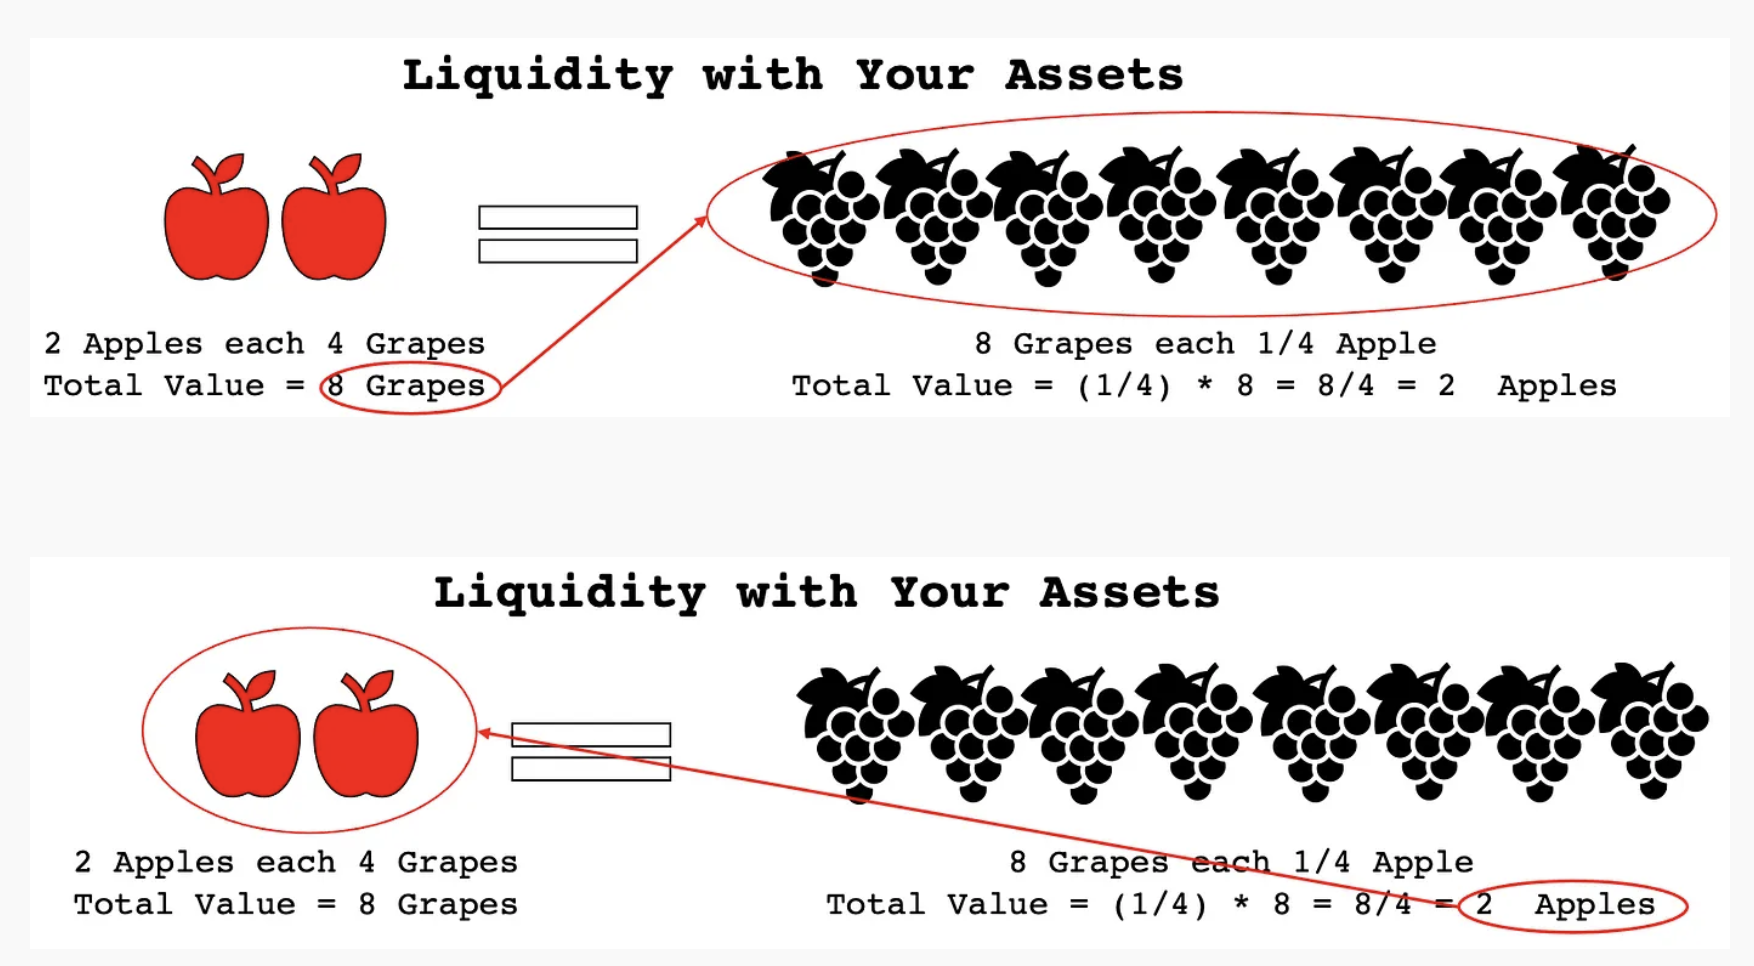 Liquidity with Your Assets
2 Apples each 4 Grapes
Total Value = 8 Grapes
8 Grapes each 1/4 Apple
Total Value = (1/4) * 8 = 8/4 = 2 Apples
Liquidity with Your Assets
2 Apples each 4 Grapes
Total Value = 8 Grapes
8 Grapes each 1/4 Apple
Total Value = (1/4) * 8 = 8/4 = 2 Apples